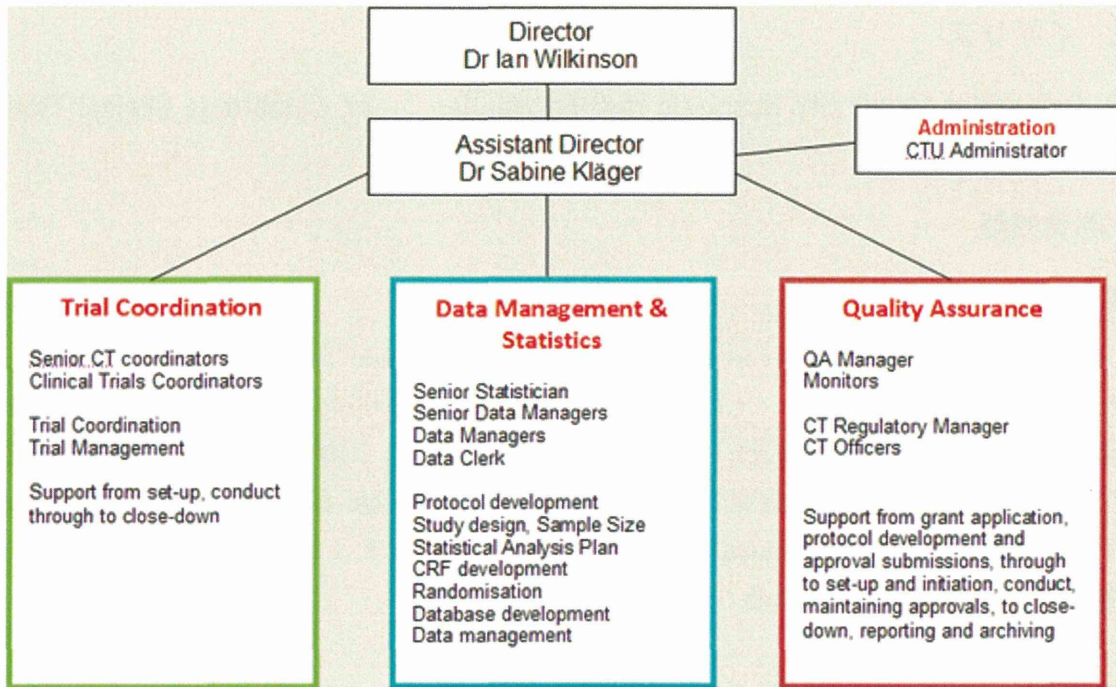 Director
Dr Ian Wilkinson
Assistant Director
Dr Sabine Kläger
Administration
CTU Administrator
Trial Coordination
Senior CT coordinators
Clinical Trials Coordinators
Trial Coordination
Trial Management
Support from set-up, conduct
through to close-down
Data Management &
Statistics
Senior Statistician
Senior Data Managers
Data Managers
Data Clerk
Protocol development
Study design, Sample Size
Statistical Analysis Plan
CRF development
Randomisation
Database development
Data management
Quality Assurance
QA Manager
Monitors
CT Regulatory Manager
CT Officers
Support from grant application,
protocol development and
approval submissions, through
to set-up and initiation, conduct,
maintaining approvals, to close-
down, reporting and archiving